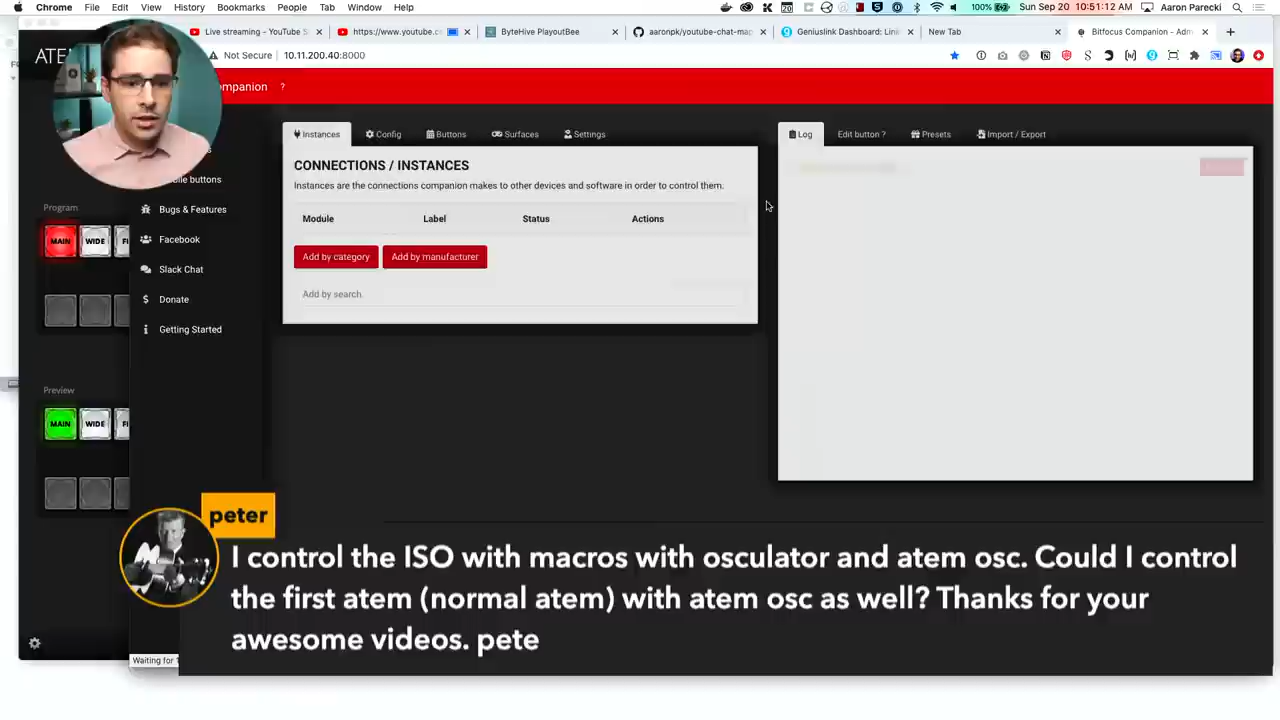 Chrome File Edit View History Bookmarks People Tab Window Help
100% Sun Sep 20 10:51:12 AM Aaron Parecki
Live streaming - YouTube S
https://www.youtube.c
ByteHive PlayoutBee
aaronpk/youtube-chat-map
Geniuslink Dashboard: Link
New Tab
Bitfocus Companion - Adm
Not Secure 10.11.200.40:8000
ATEM
ompanion ?
Bugs & Features
Facebook
Slack Chat
Donate
Getting Started
Waiting for
Program
MAIN WIDE
Preview
MAIN WIDE
Instances Config Buttons Surfaces Settings
CONNECTIONS / INSTANCES
Instances are the connections companion makes to other devices and software in order to control them.
Module Label Status Actions
Add by category Add by manufacturer
Add by search
Log Edit button ? Presets Import / Export
peter
I control the ISO with macros with osculator and atem osc. Could I control
the first atem (normal atem) with atem osc as well? Thanks for your
awesome videos. pete